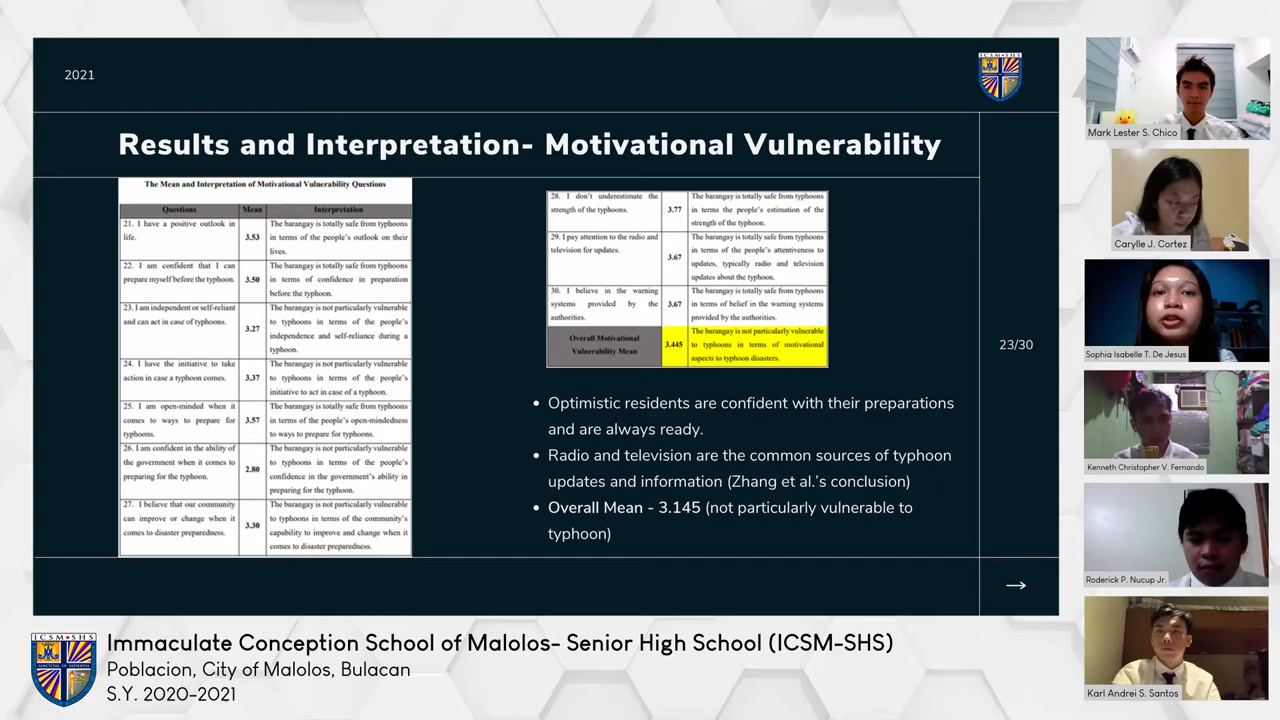 2021
ICSM-SHS
Results and Interpretation- Motivational Vulnerability
The Mean and Interpretation of Motivational Vulnerability Questions
Questions Mean Interpretation
21. I have a positive outlook in
life.
3.53
The barangay is totally safe from typhoons
in terms of the people's outlook on their
lives.
22. I am confident that I can
prepare myself before the typhoon.
3.50
The barangay is totally safe from typhoons
in terms of confidence in preparation
before the typhoon.
23. I am independent or self-reliant
and can act in case of typhoons.
3.27
The barangay is not particularly vulnerable
to typhoons in terms of the people's
independence and self-reliance during a
typhoon.
24. I have the initiative to take
action in case a typhoon comes.
3.37
The barangay is not particularly vulnerable
to typhoons in terms of the people's
initiative to act in case of a typhoon.
25. I am open-minded when it
comes to ways to prepare for
typhoons.
3.57
The barangay is totally safe from typhoons
in terms of the people's open-mindedness
to ways to prepare for typhoons.
26. I am confident in the ability of
the government when it comes to
preparing for the typhoon.
2.80
The barangay is not particularly vulnerable
to typhoons in terms of the people's
confidence in the government's ability in
preparing for the typhoon.
27. I believe that our community
can improve or change when it
comes to disaster preparedness.
3.30
The barangay is not particularly vulnerable
to typhoons in terms of the community's
capability to improve and change when it
comes to disaster preparedness.
28. I don't underestimate the
strength of the typhoons.
3.77
The barangay is totally safe from typhoons
in terms the people's estimation of the
strength of the typhoon.
29. I pay attention to the radio and
television for updates.
3.67
The barangay is totally safe from typhoons
in terms of the people's attentiveness to
updates, typically radio and television
updates about the typhoon.
30. I believe in the warning
systems provided by the
authorities.
3.67
The barangay is totally safe from typhoons
in terms of belief in the warning systems
provided by the authorities.
Overall Motivational
Vulnerability Mean
3.445
The barangay is not particularly vulnerable
to typhoons in terms of motivational
aspects to typhoon disasters.
• Optimistic residents are confident with their preparations
and are always ready.
• Radio and television are the common sources of typhoon
updates and information (Zhang et al.'s conclusion)
• Overall Mean - 3.145 (not particularly vulnerable to
typhoon)
23/30
→
Mark Lester S. Chico
Carylle J. Cortez
Sophia Isabelle T. De Jesus
Kenneth Christopher V. Fernando
Roderick P. Nucup Jr.
Karl Andrei S. Santos
ICSM-SHS
Immaculate Conception School of Malolos- Senior High School (ICSM-SHS)
Poblacion, City of Malolos, Bulacan
S.Y. 2020-2021